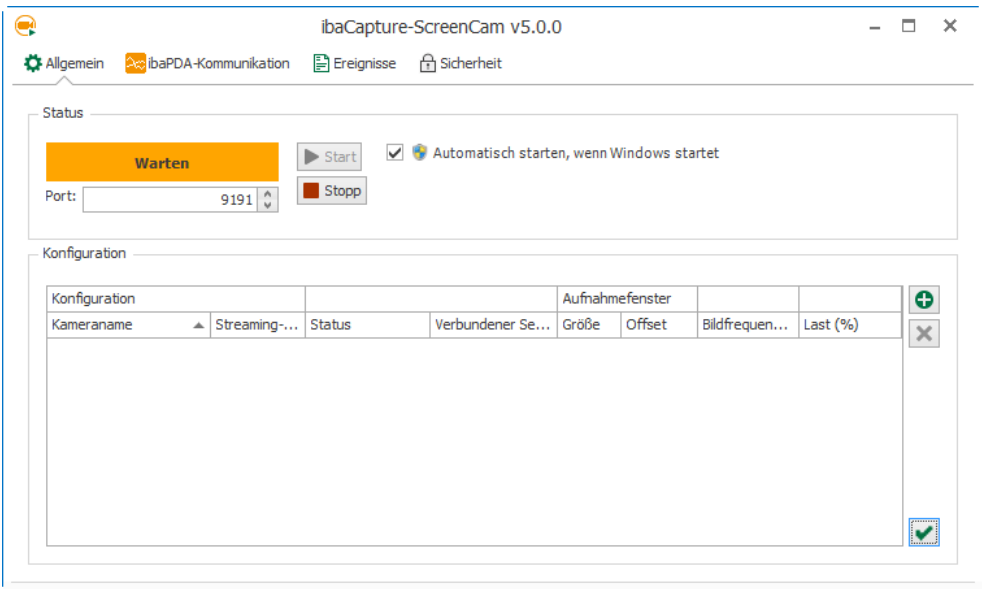 ibaCapture-ScreenCam v5.0.0
Allgemein ibaPDA-Kommunikation Ereignisse Sicherheit
Status
Warten Start Automatisch starten, wenn Windows startet
Port: 9191 Stopp
Konfiguration
Konfiguration Aufnahmefenster
Kameraname Streaming-... Status Verbundener Se... Größe Offset Bildfrequen... Last (%)